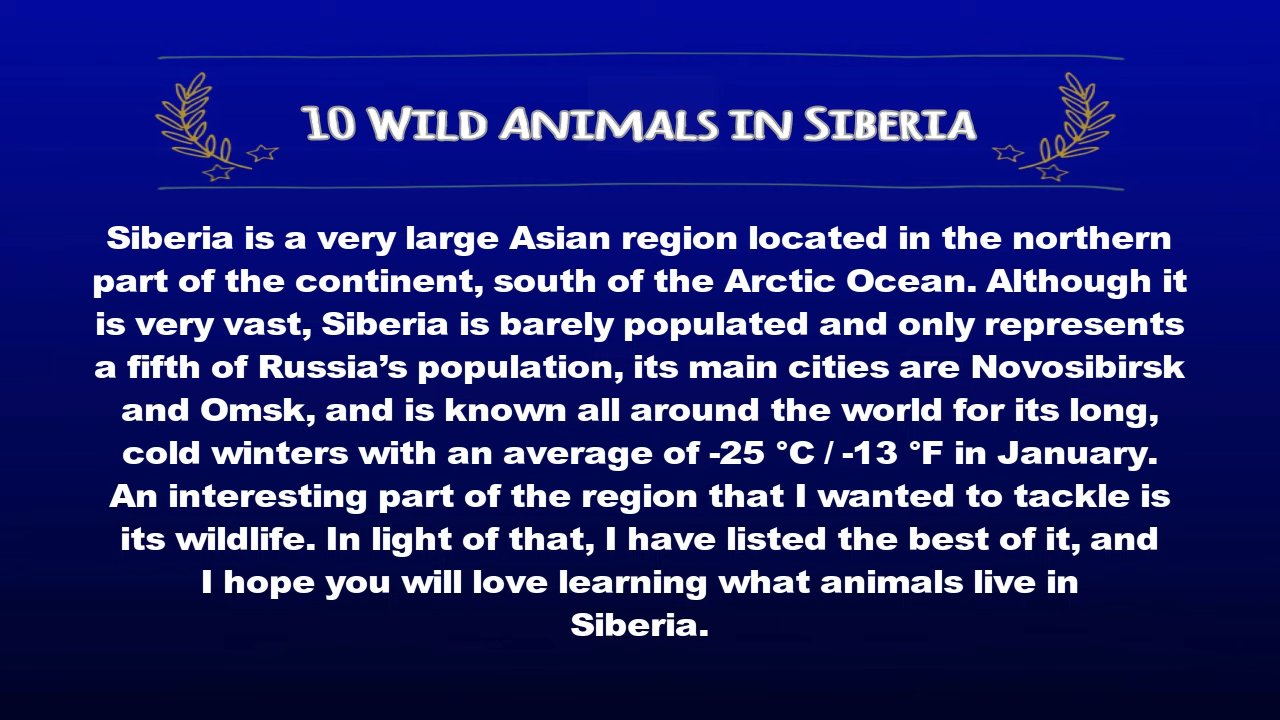 10 Wild Animals in Siberia
Siberia is a very large Asian region located in the northern
part of the continent, south of the Arctic Ocean. Although it
is very vast, Siberia is barely populated and only represents
a fifth of Russia’s population, its main cities are Novosibirsk
and Omsk, and is known all around the world for its long,
cold winters with an average of -25 °C / -13 °F in January.
An interesting part of the region that I wanted to tackle is
its wildlife. In light of that, I have listed the best of it, and
I hope you will love learning what animals live in
Siberia.